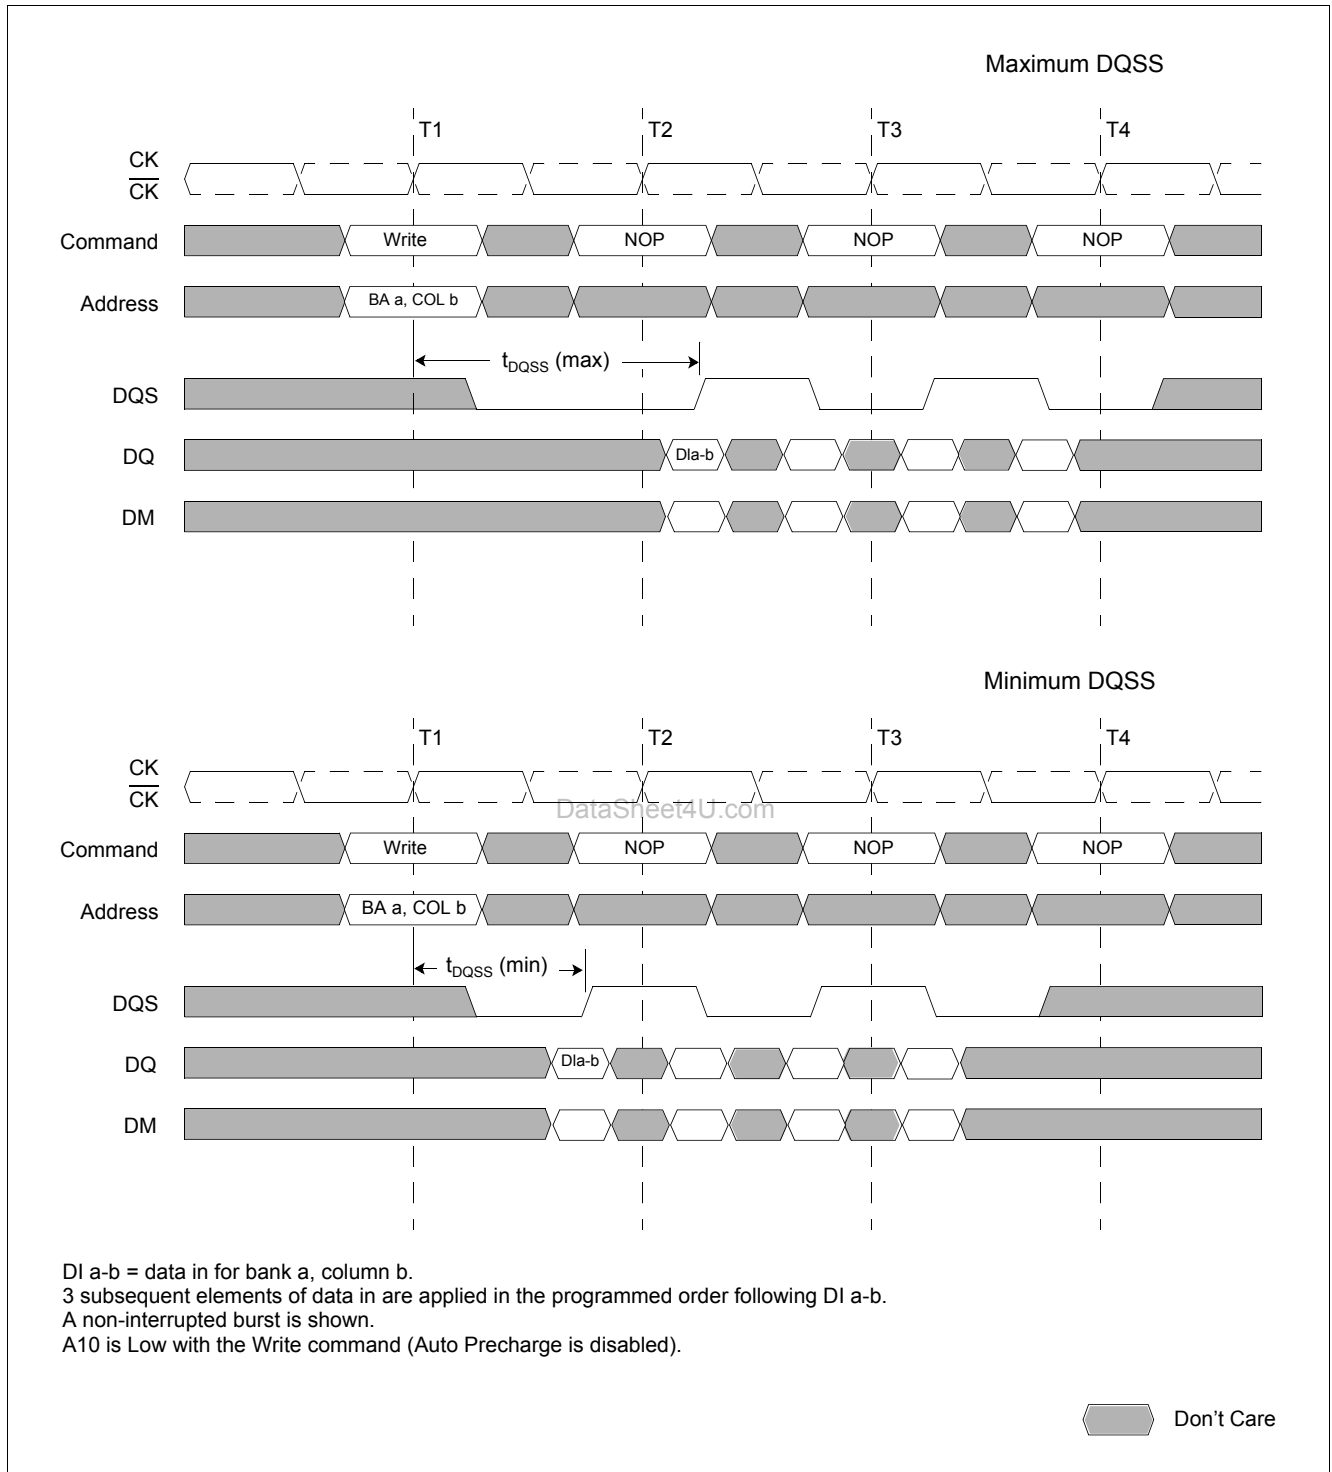 Maximum DQSS
T1 T2 T3 T4
CK
CK
Command Write NOP NOP NOP
Address BA a, COL b
tDQSS (max)
DQS
DQ DIa-b
DM
Minimum DQSS
T1 T2 T3 T4
CK
CK
DataSheet4U.com
Command Write NOP NOP NOP
Address BA a, COL b
tDQSS (min)
DQS
DQ DIa-b
DM
DI a-b = data in for bank a, column b.
3 subsequent elements of data in are applied in the programmed order following DI a-b.
A non-interrupted burst is shown.
A10 is Low with the Write command (Auto Precharge is disabled).
Don't Care